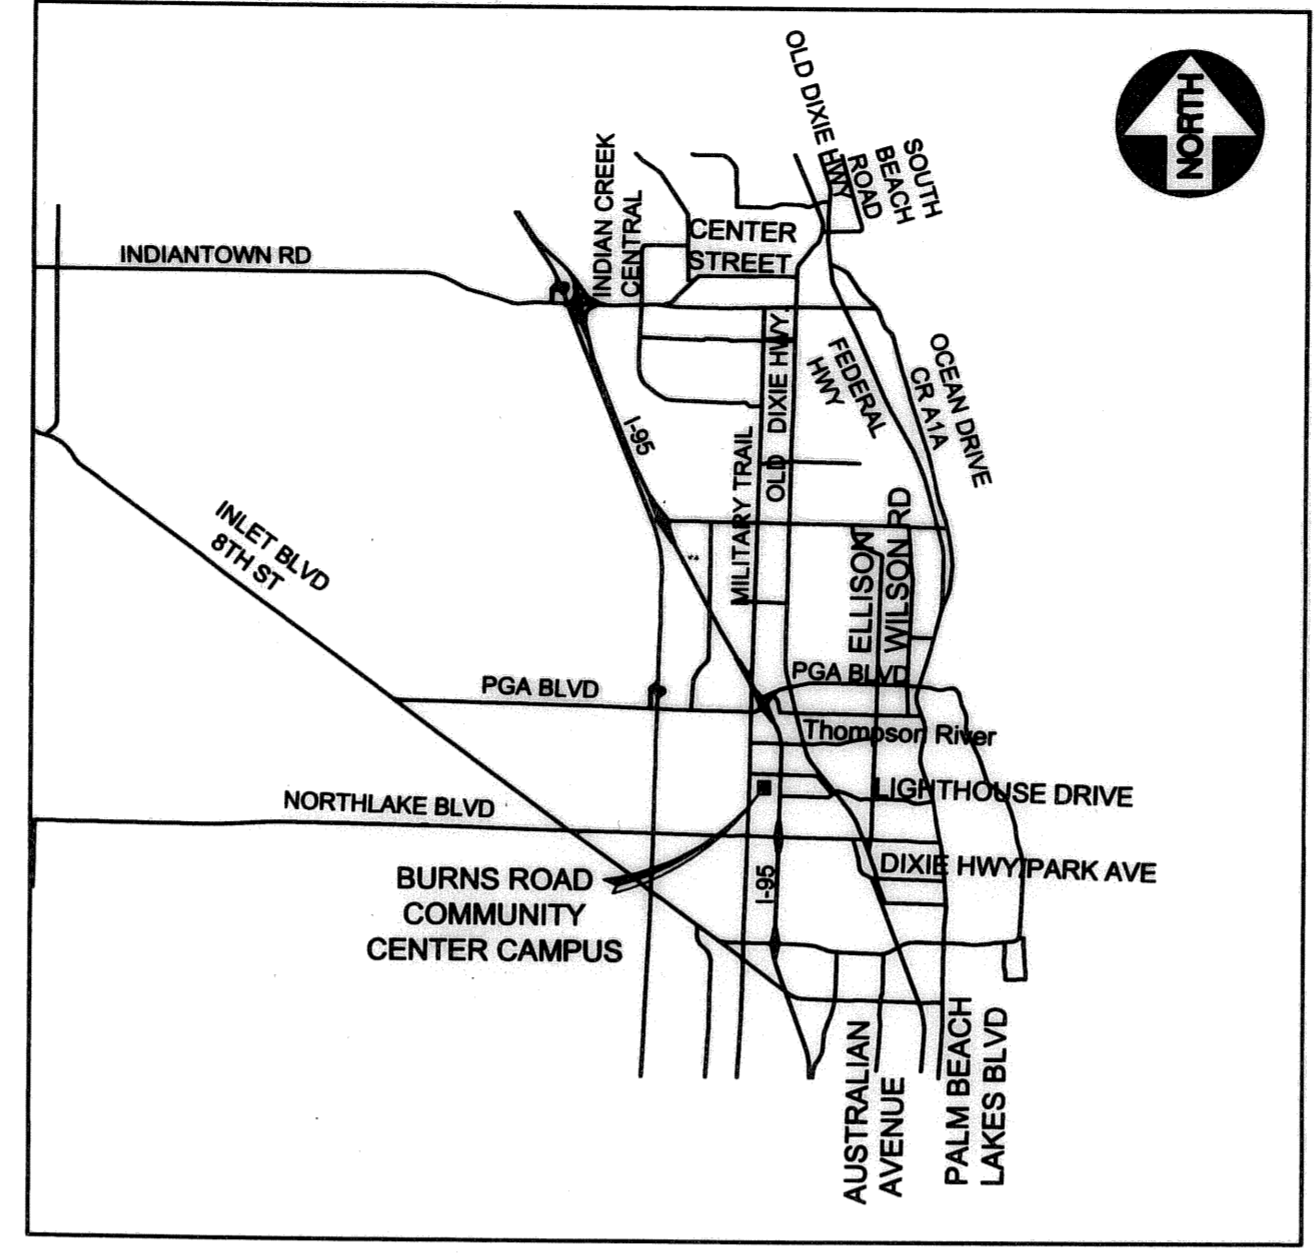 NORTH
OLD DIXIE HWY
SOUTH
BEACH
ROAD
INDIAN CREEK
CENTRAL
CENTER
STREET
INDIANTOWN RD
OLD DIXIE HWY.
FEDERAL
HWY
OCEAN DRIVE
CR A1A
I-95
MILITARY TRAIL
INLET BLVD
8TH ST
ELLISON
WILSON RD
PGA BLVD
PGA BLVD
Thompson River
LIGHTHOUSE DRIVE
NORTHLAKE BLVD
DIXIE HWY/PARK AVE
BURNS ROAD
COMMUNITY
CENTER CAMPUS
I-95
AUSTRALIAN
AVENUE
PALM BEACH
LAKES BLVD